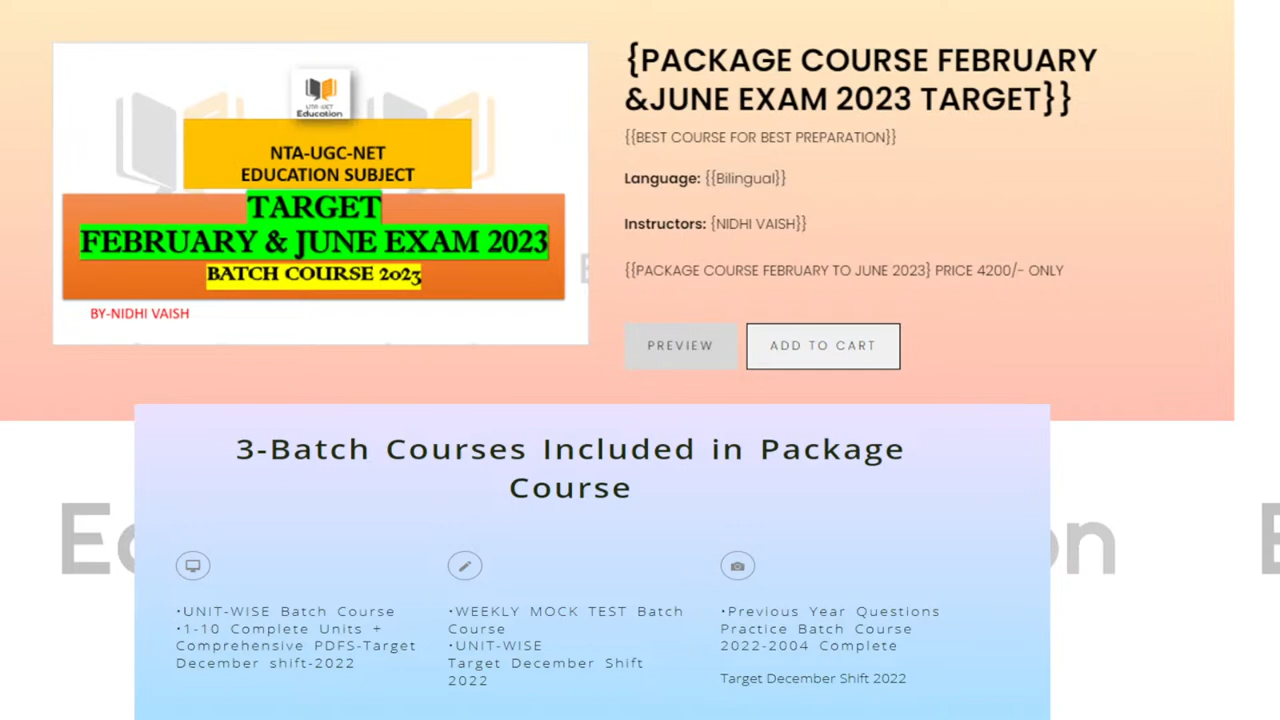 Education
NTA-UGC-NET
EDUCATION SUBJECT
TARGET
FEBRUARY & JUNE EXAM 2023
BATCH COURSE 2023
BY-NIDHI VAISH
{PACKAGE COURSE FEBRUARY
&JUNE EXAM 2023 TARGET}}
{{BEST COURSE FOR BEST PREPARATION}}
Language: {{Bilingual}}
Instructors: {NIDHI VAISH}}
{{PACKAGE COURSE FEBRUARY TO JUNE 2023} PRICE 4200/- ONLY
PREVIEW
ADD TO CART
3-Batch Courses Included in Package
Course
•UNIT-WISE Batch Course
•1-10 Complete Units +
Comprehensive PDFS-Target
December shift-2022
•WEEKLY MOCK TEST Batch
Course
•UNIT-WISE
Target December Shift
2022
•Previous Year Questions
Practice Batch Course
2022-2004 Complete
Target December Shift 2022